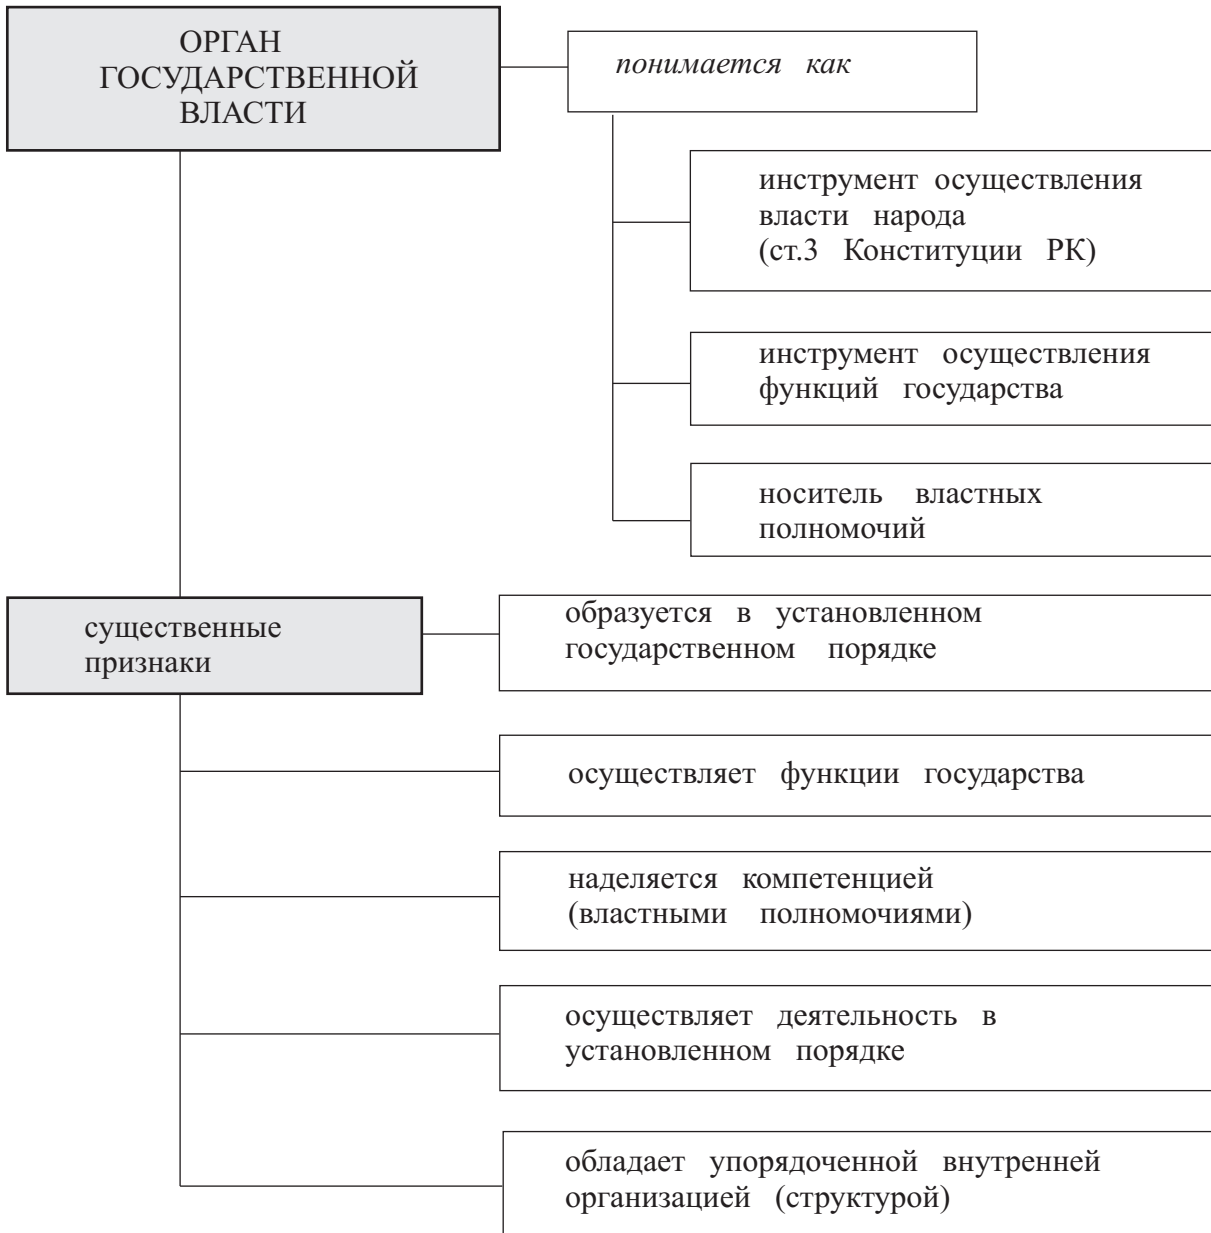 ОРГАН
ГОСУДАРСТВЕННОЙ
ВЛАСТИ
понимается как
инструмент осуществления
власти народа
(ст.3 Конституции РК)
инструмент осуществления
функций государства
носитель властных
полномочий
существенные
признаки
образуется в установленном
государственном порядке
осуществляет функции государства
наделяется компетенцией
(властными полномочиями)
осуществляет деятельность в
установленном порядке
обладает упорядоченной внутренней
организацией (структурой)